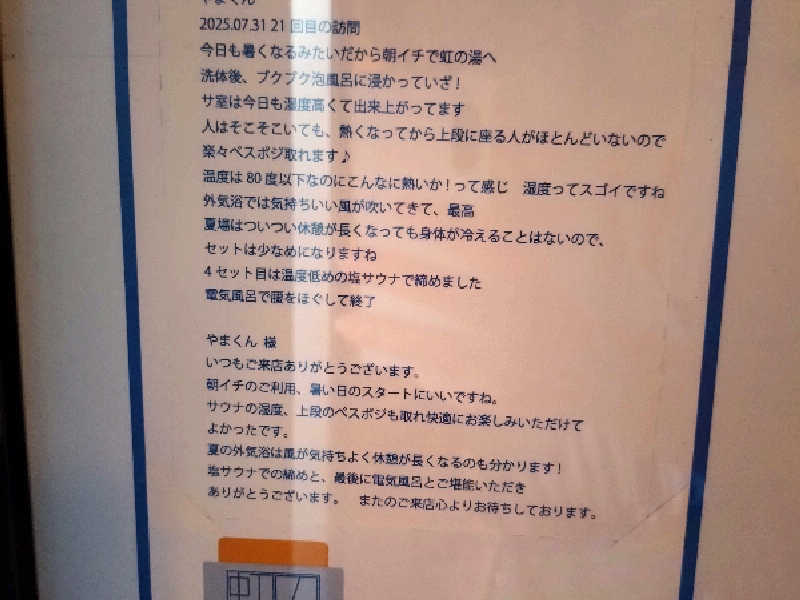 やまくん
2025.07.31 21 回目の訪問
今日も暑くなるみたいだから朝イチで虹の湯へ
洗体後、ブクブク泡風呂に浸かっていざ！
サ室は今日も湿度高くて出来上がってます
人はそこそこいても、熱くなってから上段に座る人がほとんどいないので
楽々ベスポジ取れます♪
温度は 80 度以下なのにこんなに熱いか！って感じ　湿度ってスゴイですね
外気浴では気持ちいい風が吹いてきて、最高
夏場はついつい休憩が長くなっても身体が冷えることはないので、
セットは少なめになりますね
4 セット目は温度低めの塩サウナで締めました
電気風呂で腰をほぐして終了
やまくん 様
いつもご来店ありがとうございます。
朝イチのご利用、暑い日のスタートにいいですね。
サウナの湿度、上段のベスポジも取れ快適にお楽しみいただけて
よかったです。
夏の外気浴は風が気持ちよく休憩が長くなるのも分かります！
塩サウナでの締めと、最後に電気風呂とご堪能いただき
ありがとうございます。　またのご来店心よりお待ちしております。